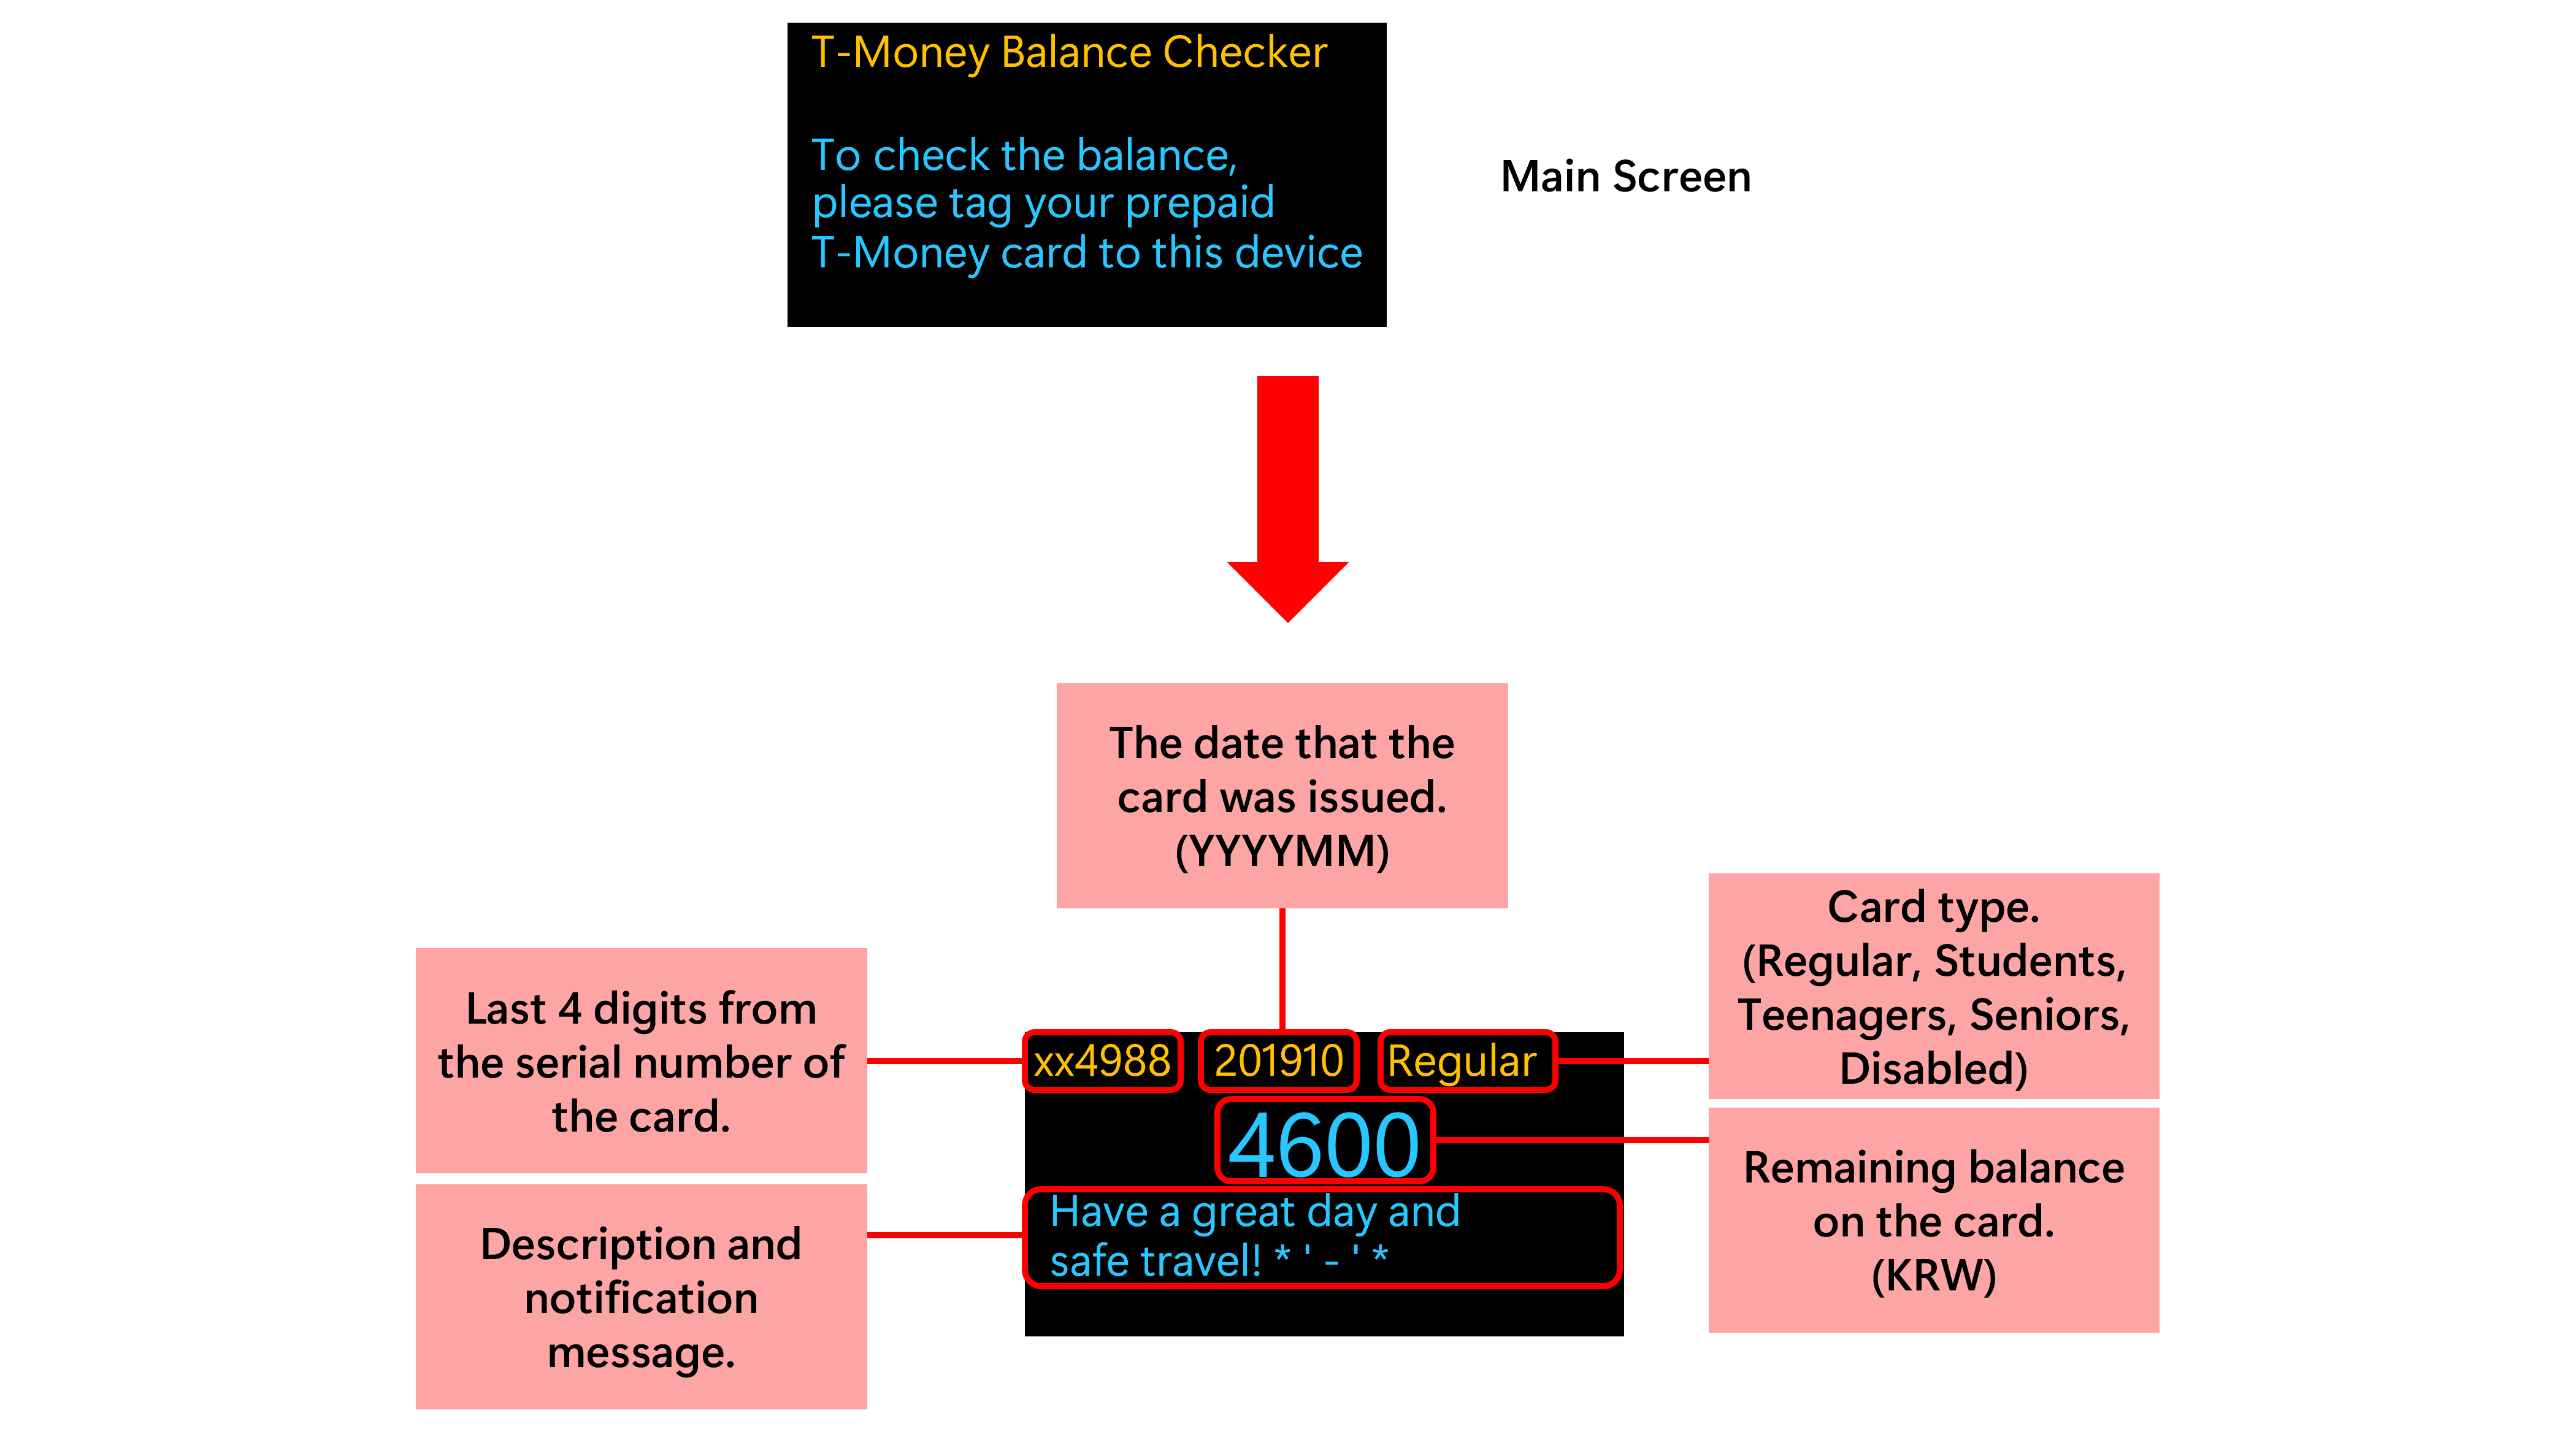 T-Money Balance Checker
To check the balance,
please tag your prepaid
T-Money card to this device
Main Screen
The date that the
card was issued.
(YYYYMM)
Card type.
(Regular, Students,
Teenagers, Seniors,
Disabled)
Last 4 digits from
the serial number of
the card.
xx4988 201910 Regular
4600
Have a great day and
safe travel! * ' - ' *
Remaining balance
on the card.
(KRW)
Description and
notification
message.